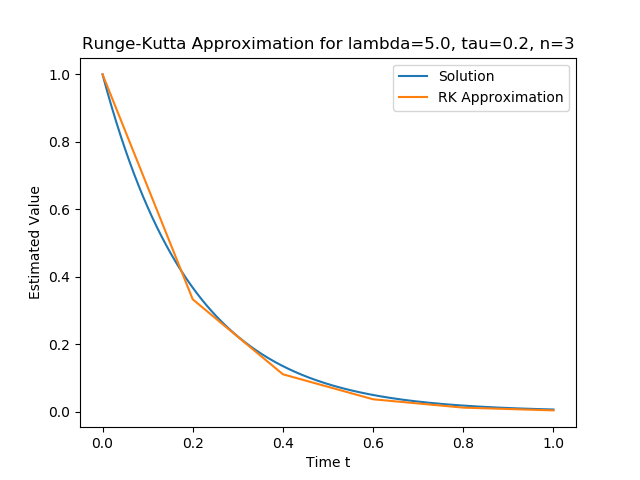 Runge-Kutta Approximation for lambda=5.0, tau=0.2, n=3
Solution
RK Approximation
Estimated Value
1.0
0.8
0.6
0.4
0.2
0.0
0.0 0.2 0.4 0.6 0.8 1.0
Time t